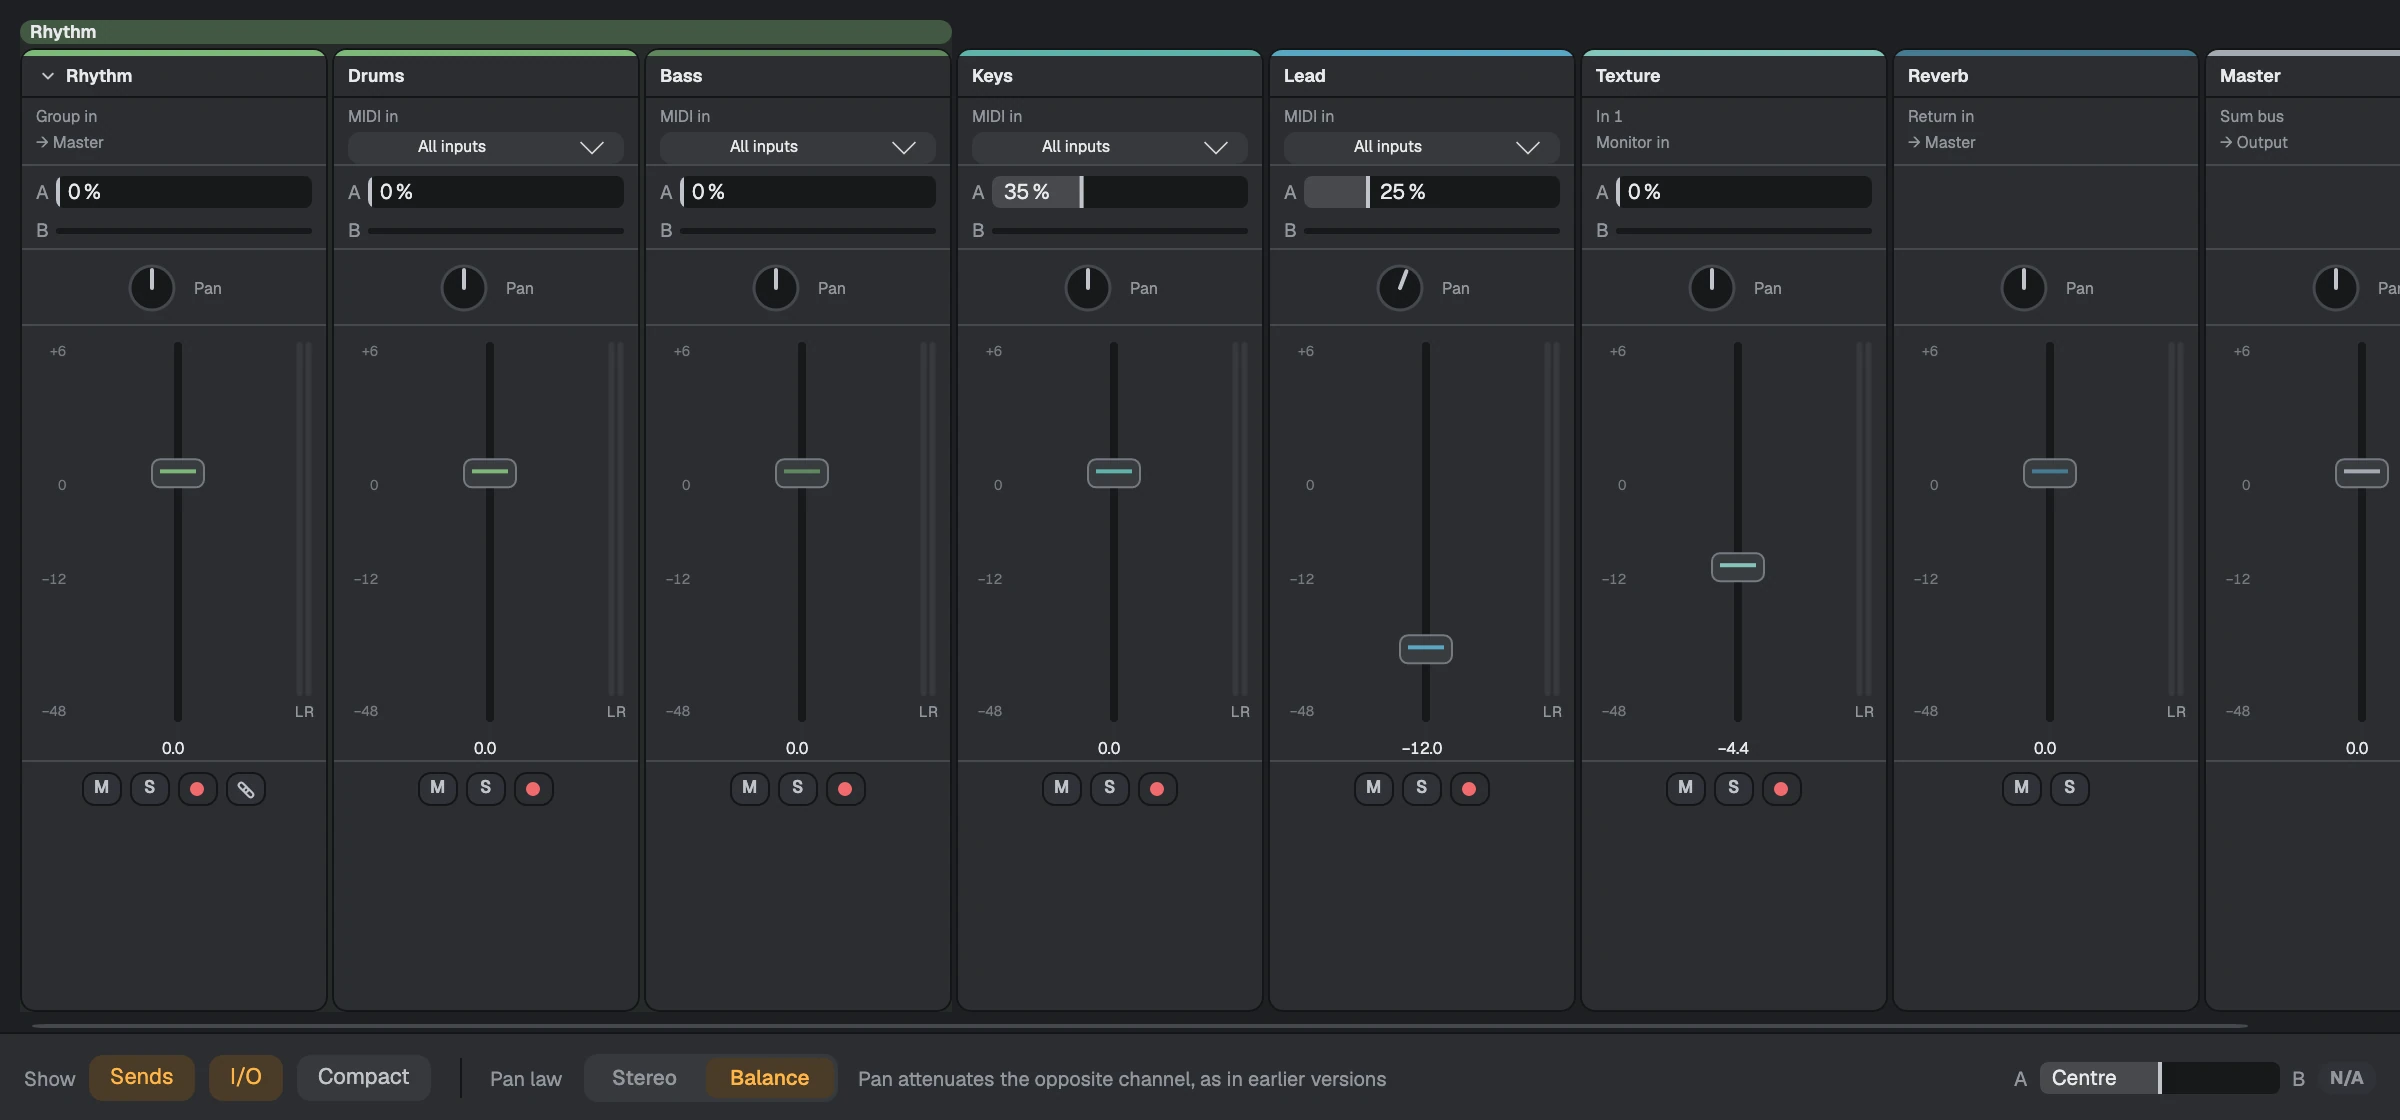 Rhythm
Rhythm Drums Bass Keys Lead Texture Reverb Master
Group in MIDI in MIDI in MIDI in MIDI in In 1 Return in Sum bus
→ Master All inputs All inputs All inputs All inputs Monitor in → Master → Output
A 0 % A 0 % A 0 % A 35 % A 25 % A 0 %
B B B B B B
Pan Pan Pan Pan Pan Pan Pan Pan
+6 +6 +6 +6 +6 +6 +6 +6
0 0 0 0 0 0 0 0
−12 −12 −12 −12 −12 −12 −12 −12
−48 LR −48 LR −48 LR −48 LR −48 LR −48 LR −48 LR −48
0.0 0.0 0.0 0.0 −12.0 −4.4 0.0 0.0
M S M S M S M S M S M S M S
Show Sends I/O Compact Pan law Stereo Balance Pan attenuates the opposite channel, as in earlier versions A Centre B N/A